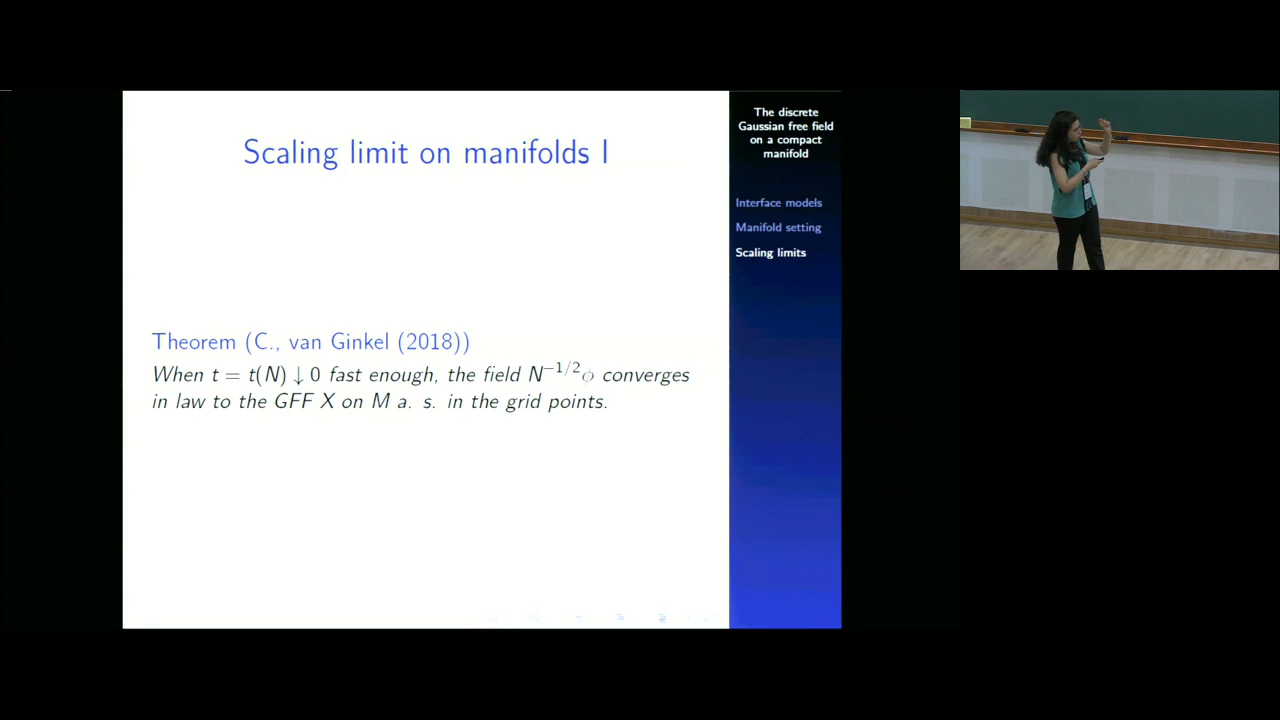 Scaling limit on manifolds I
Theorem (C., van Ginkel (2018))
When t = t(N) ↓ 0 fast enough, the field N^{-1/2}ϕ converges
in law to the GFF X on M a. s. in the grid points.
The discrete
Gaussian free field
on a compact
manifold
Interface models
Manifold setting
Scaling limits